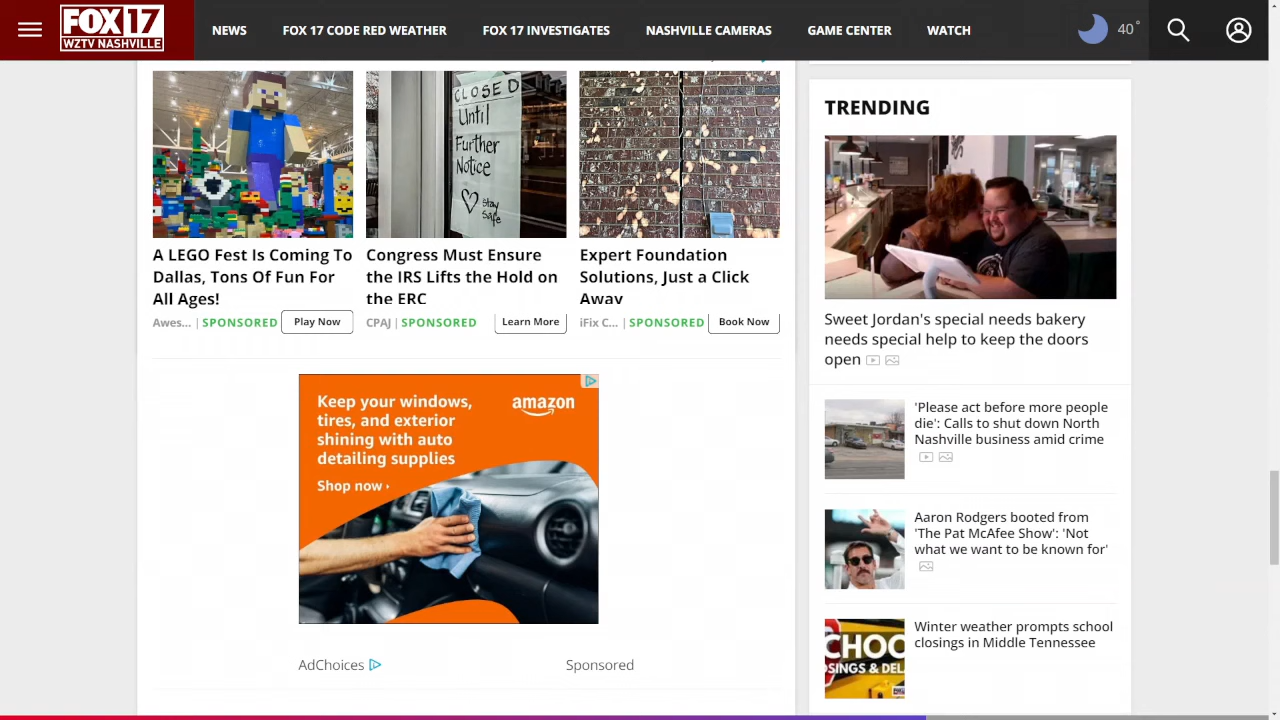 FOX 17
WZTV NASHVILLE
NEWS
FOX 17 CODE RED WEATHER
FOX 17 INVESTIGATES
NASHVILLE CAMERAS
GAME CENTER
WATCH
40°
CLOSED
Until
Further
Notice
stay
safe
A LEGO Fest Is Coming To
Dallas, Tons Of Fun For
All Ages!
Awes... | SPONSORED
Play Now
Congress Must Ensure
the IRS Lifts the Hold on
the ERC
CPAJ | SPONSORED
Learn More
Expert Foundation
Solutions, Just a Click
Away
iFix C... | SPONSORED
Book Now
Keep your windows,
tires, and exterior
shining with auto
detailing supplies
Shop now ›
amazon
AdChoices
Sponsored
TRENDING
Sweet Jordan's special needs bakery
needs special help to keep the doors
open
'Please act before more people
die': Calls to shut down North
Nashville business amid crime
Aaron Rodgers booted from
'The Pat McAfee Show': 'Not
what we want to be known for'
CHOO
OSINGS & DEL
Winter weather prompts school
closings in Middle Tennessee